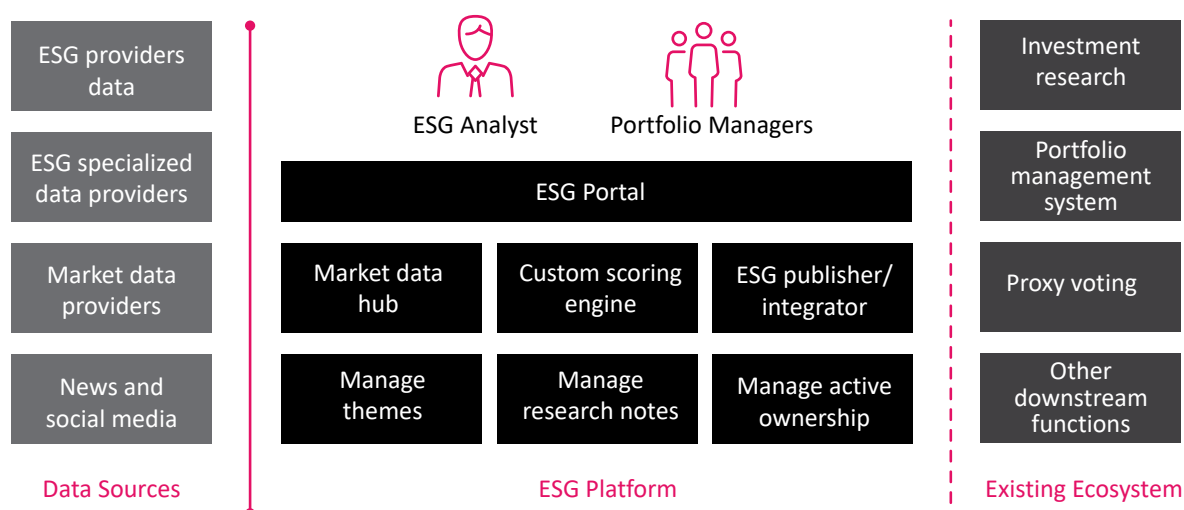 ESG providers
data
ESG specialized
data providers
Market data
providers
News and
social media
Data Sources
ESG Analyst
Portfolio Managers
ESG Portal
Market data
hub
Custom scoring
engine
ESG publisher/
integrator
Manage
themes
Manage
research notes
Manage active
ownership
ESG Platform
Investment
research
Portfolio
management
system
Proxy voting
Other
downstream
functions
Existing Ecosystem